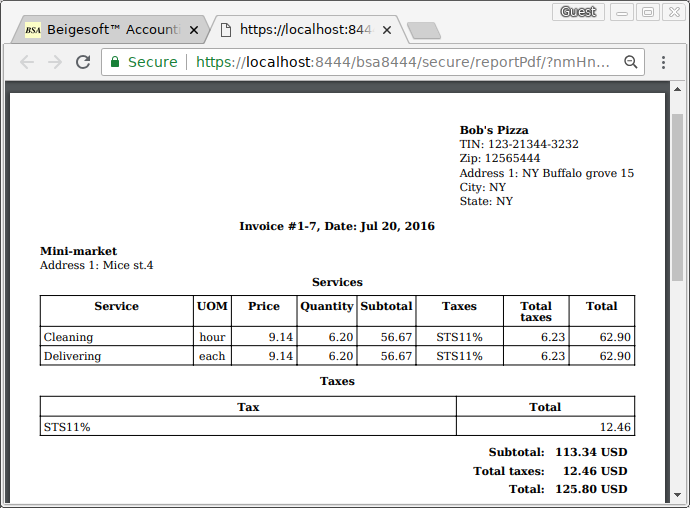 Guest
BSA Beigesoft™ Account
https://localhost:844
Secure https://localhost:8444/bsa8444/secure/reportPdf/?nmHn...
Bob's Pizza
TIN: 123-21344-3232
Zip: 12565444
Address 1: NY Buffalo grove 15
City: NY
State: NY
Invoice #1-7, Date: Jul 20, 2016
Mini-market
Address 1: Mice st.4
Services
Service UOM Price Quantity Subtotal Taxes Total taxes Total
Cleaning hour 9.14 6.20 56.67 STS11% 6.23 62.90
Delivering each 9.14 6.20 56.67 STS11% 6.23 62.90
Taxes
Tax Total
STS11% 12.46
Subtotal: 113.34 USD
Total taxes: 12.46 USD
Total: 125.80 USD